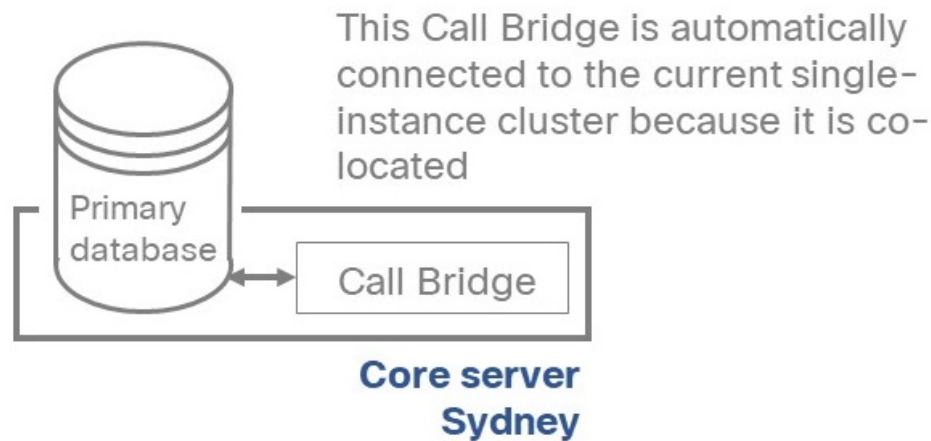 This Call Bridge is automatically
connected to the current single-
instance cluster because it is co-
located
Primary
database
Call Bridge
Core server
Sydney